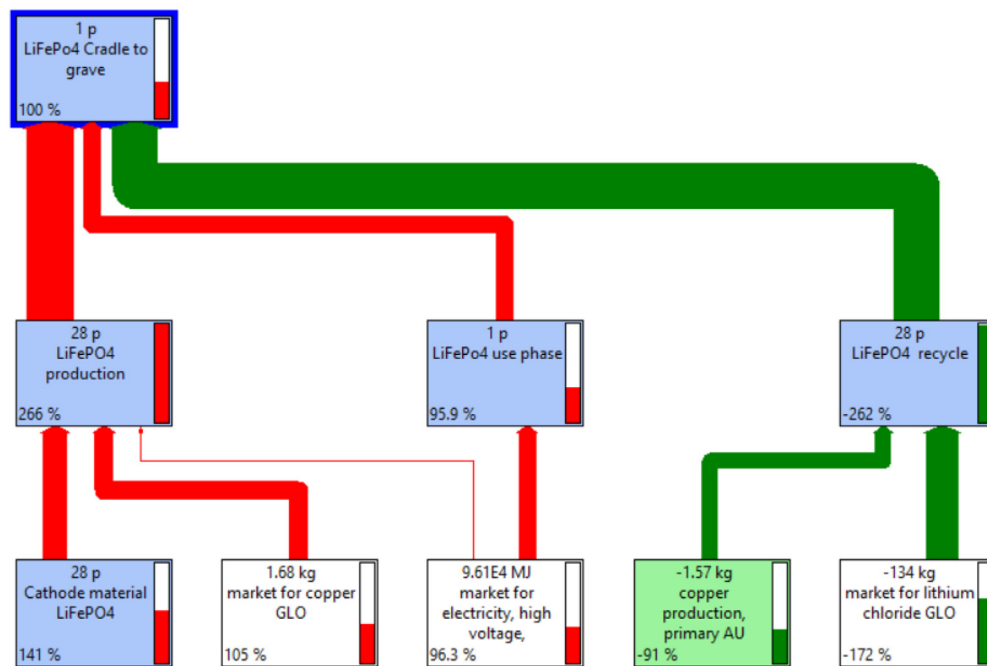 1 p
LiFePo4 Cradle to
grave
100 %
28 p
LiFePO4
production
266 %
1 p
LiFePo4 use phase
95.9 %
28 p
LiFePO4 recycle
-262 %
28 p
Cathode material
LiFePO4
141 %
1.68 kg
market for copper
GLO
105 %
9.61E4 MJ
market for
electricity, high
voltage,
96.3 %
-1.57 kg
copper
production,
primary AU
-91 %
-134 kg
market for lithium
chloride GLO
-172 %